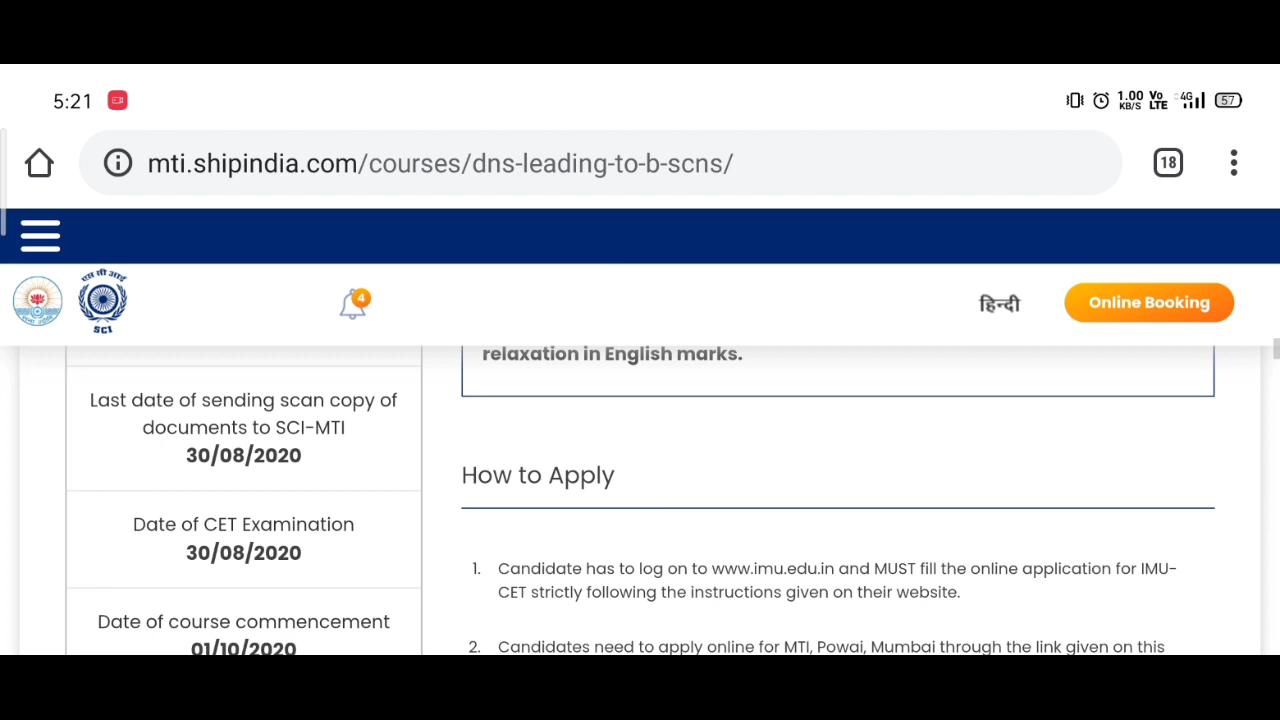 5:21
1.00 KB/S Vo LTE 4G 57
mti.shipindia.com/courses/dns-leading-to-b-scns/
18
एस सी आई
SCI
4
हिन्दी
Online Booking
relaxation in English marks.
Last date of sending scan copy of
documents to SCI-MTI
30/08/2020
Date of CET Examination
30/08/2020
Date of course commencement
01/10/2020
How to Apply
1. Candidate has to log on to www.imu.edu.in and MUST fill the online application for IMU-
CET strictly following the instructions given on their website.
2. Candidates need to apply online for MTI, Powai, Mumbai through the link given on this